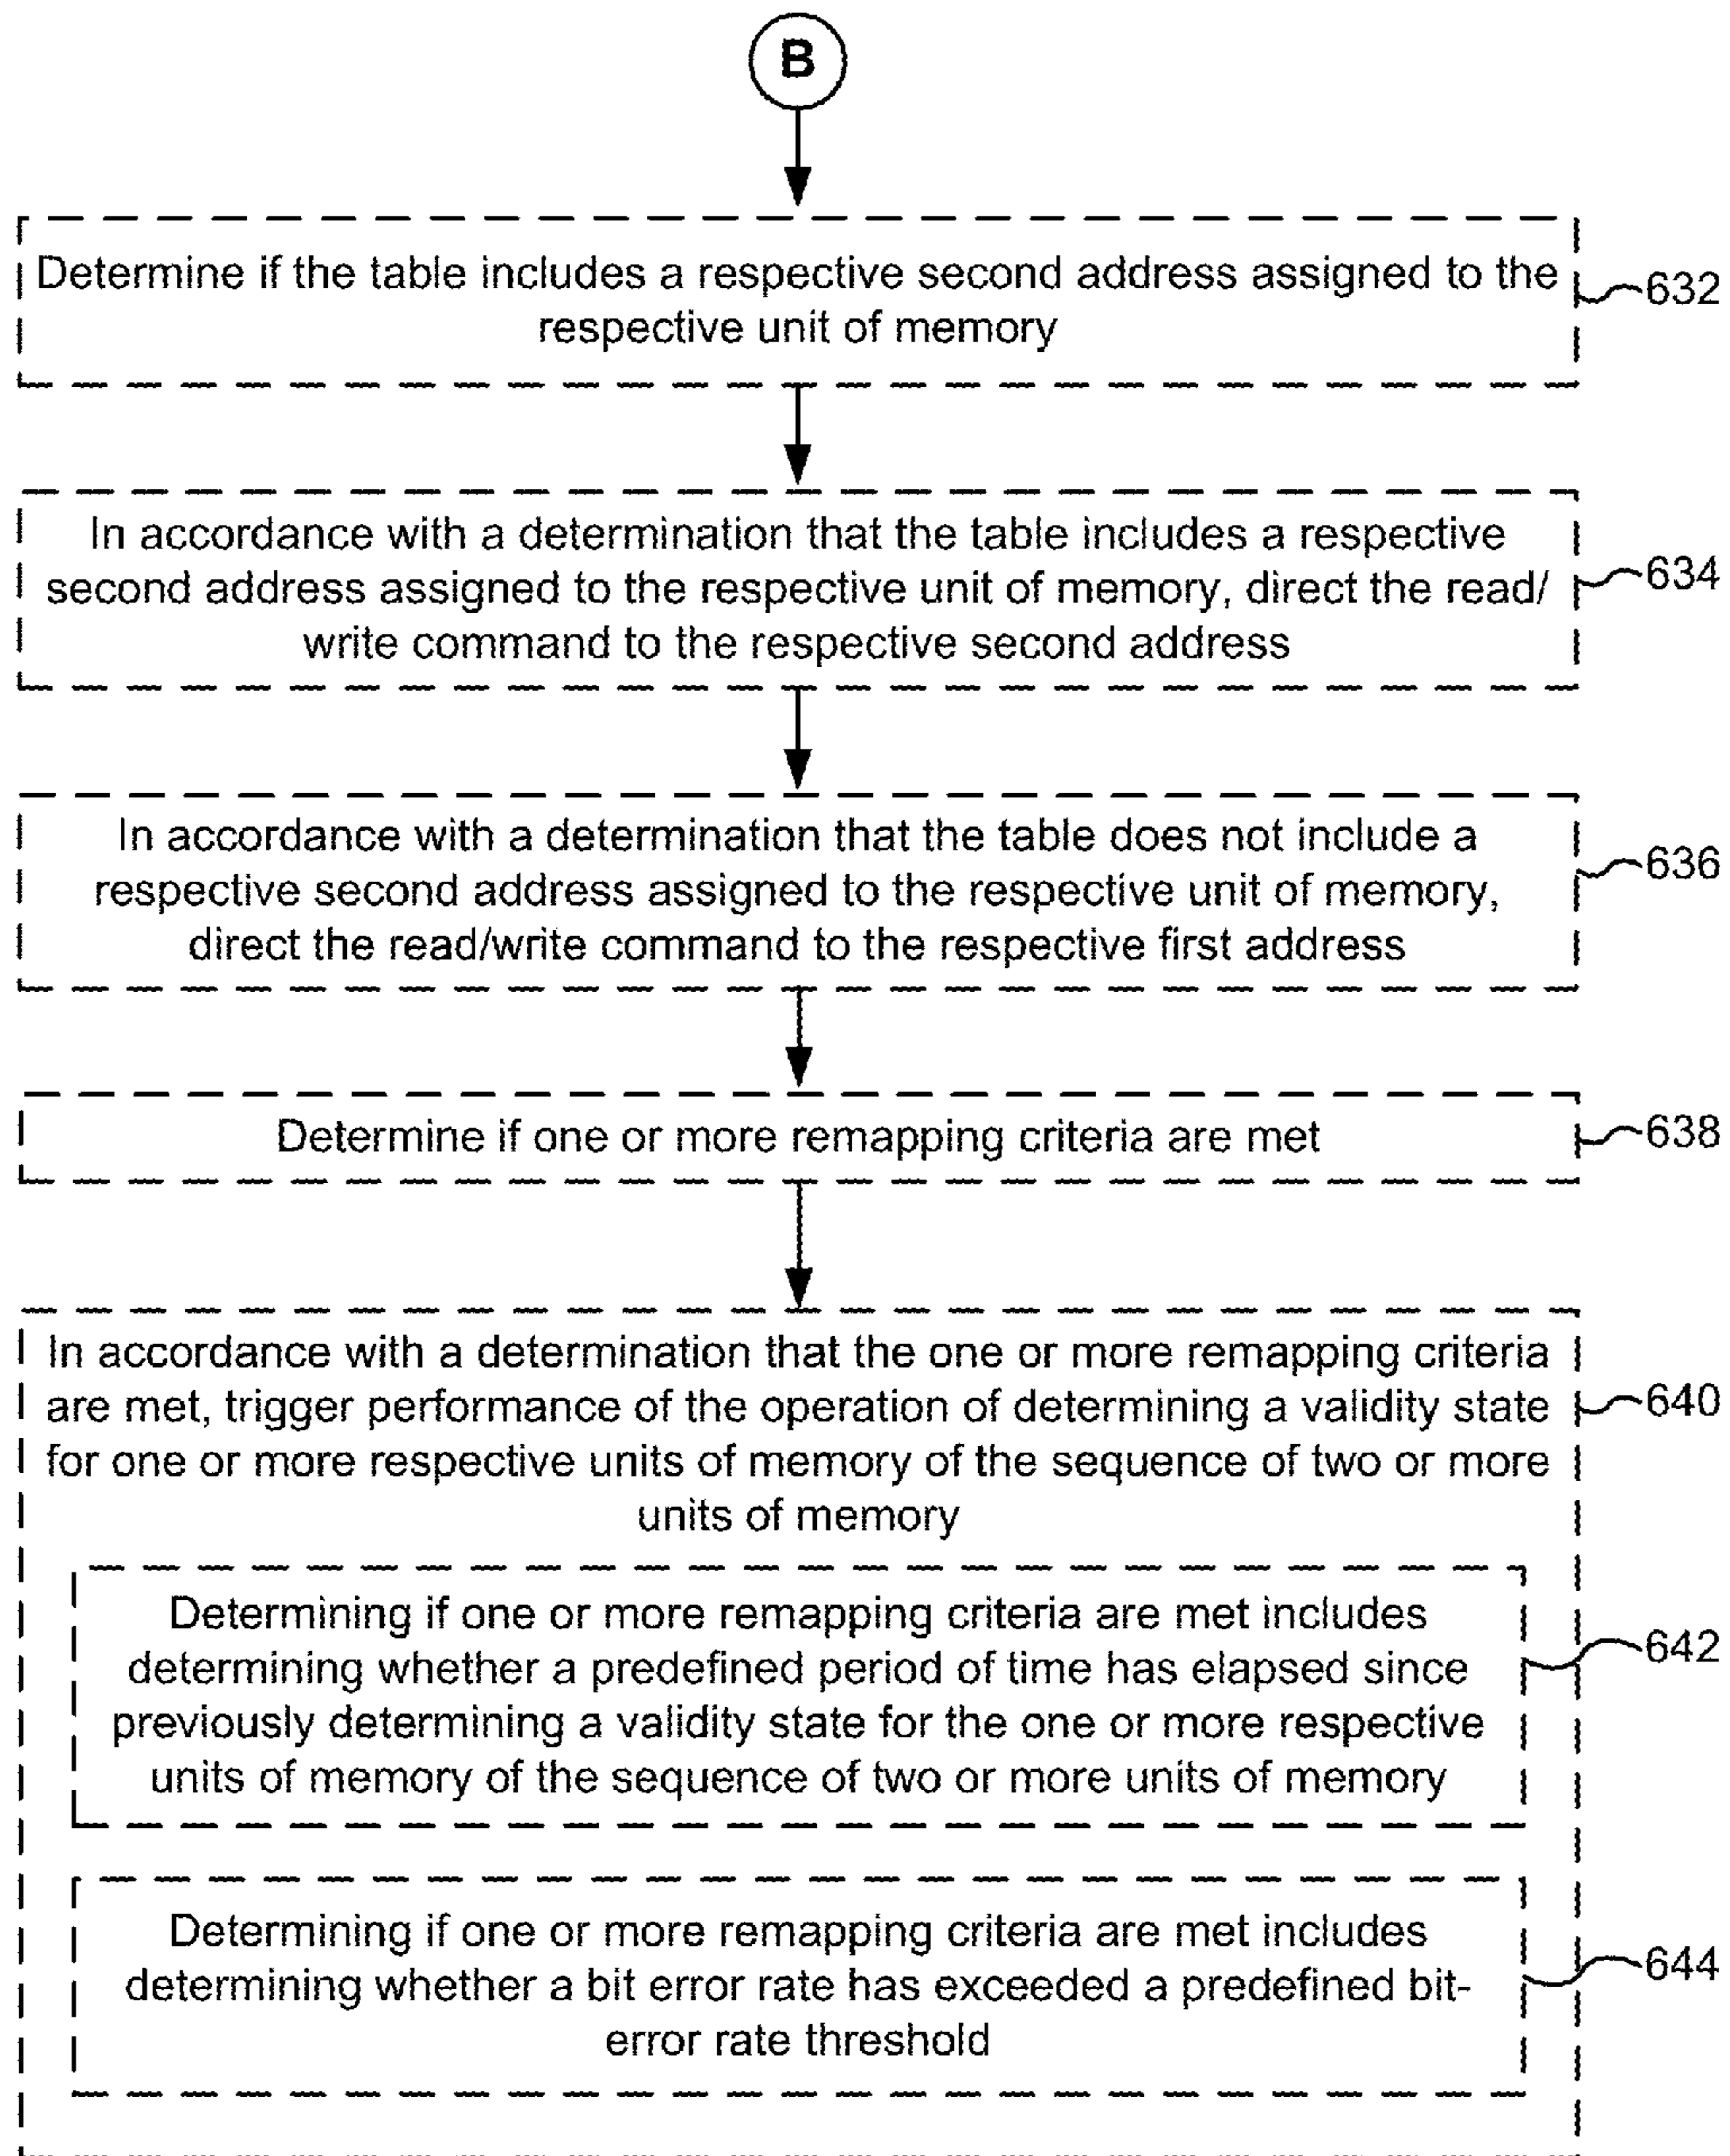 B
Determine if the table includes a respective second address assigned to the
respective unit of memory
632
In accordance with a determination that the table includes a respective
second address assigned to the respective unit of memory, direct the read/
write command to the respective second address
634
In accordance with a determination that the table does not include a
respective second address assigned to the respective unit of memory,
direct the read/write command to the respective first address
636
Determine if one or more remapping criteria are met
638
In accordance with a determination that the one or more remapping criteria
are met, trigger performance of the operation of determining a validity state
for one or more respective units of memory of the sequence of two or more
units of memory
640
Determining if one or more remapping criteria are met includes
determining whether a predefined period of time has elapsed since
previously determining a validity state for the one or more respective
units of memory of the sequence of two or more units of memory
642
Determining if one or more remapping criteria are met includes
determining whether a bit error rate has exceeded a predefined bit-
error rate threshold
644